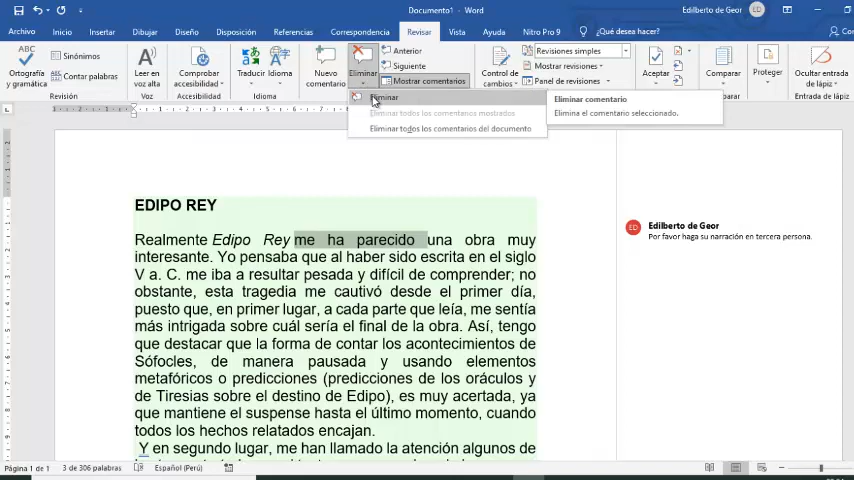 Documento1 - Word
Edilberto de Geor ED
Archivo Inicio Insertar Dibujar Diseño Disposición Referencias Correspondencia Revisar Vista Ayuda Nitro Pro 9 ¿Qué desea hacer?
Ortografía y gramática
Sinónimos
Contar palabras
Revisión
Leer en voz alta
Voz
Comprobar accesibilidad
Accesibilidad
Traducir Idioma
Idioma
Nuevo comentario
Eliminar
Anterior
Siguiente
Mostrar comentarios
Control de cambios
Revisiones simples
Mostrar revisiones
Panel de revisiones
Aceptar
Comparar
Comparar
Proteger
Ocultar entrada de lápiz
Entrada de lápiz
Eliminar
Eliminar todos los comentarios mostrados
Eliminar todos los comentarios del documento
Eliminar comentario
Elimina el comentario seleccionado.
EDIPO REY
Realmente Edipo Rey me ha parecido una obra muy
interesante. Yo pensaba que al haber sido escrita en el siglo
V a. C. me iba a resultar pesada y difícil de comprender; no
obstante, esta tragedia me cautivó desde el primer día,
puesto que, en primer lugar, a cada parte que leía, me sentía
más intrigada sobre cuál sería el final de la obra. Así, tengo
que destacar que la forma de contar los acontecimientos de
Sófocles, de manera pausada y usando elementos
metafóricos o predicciones (predicciones de los oráculos y
de Tiresias sobre el destino de Edipo), es muy acertada, ya
que mantiene el suspense hasta el último momento, cuando
todos los hechos relatados encajan.
Y en segundo lugar, me han llamado la atención algunos de
ED Edilberto de Geor
Por favor haga su narración en tercera persona.
Página 1 de 1 3 de 306 palabras Español (Perú)